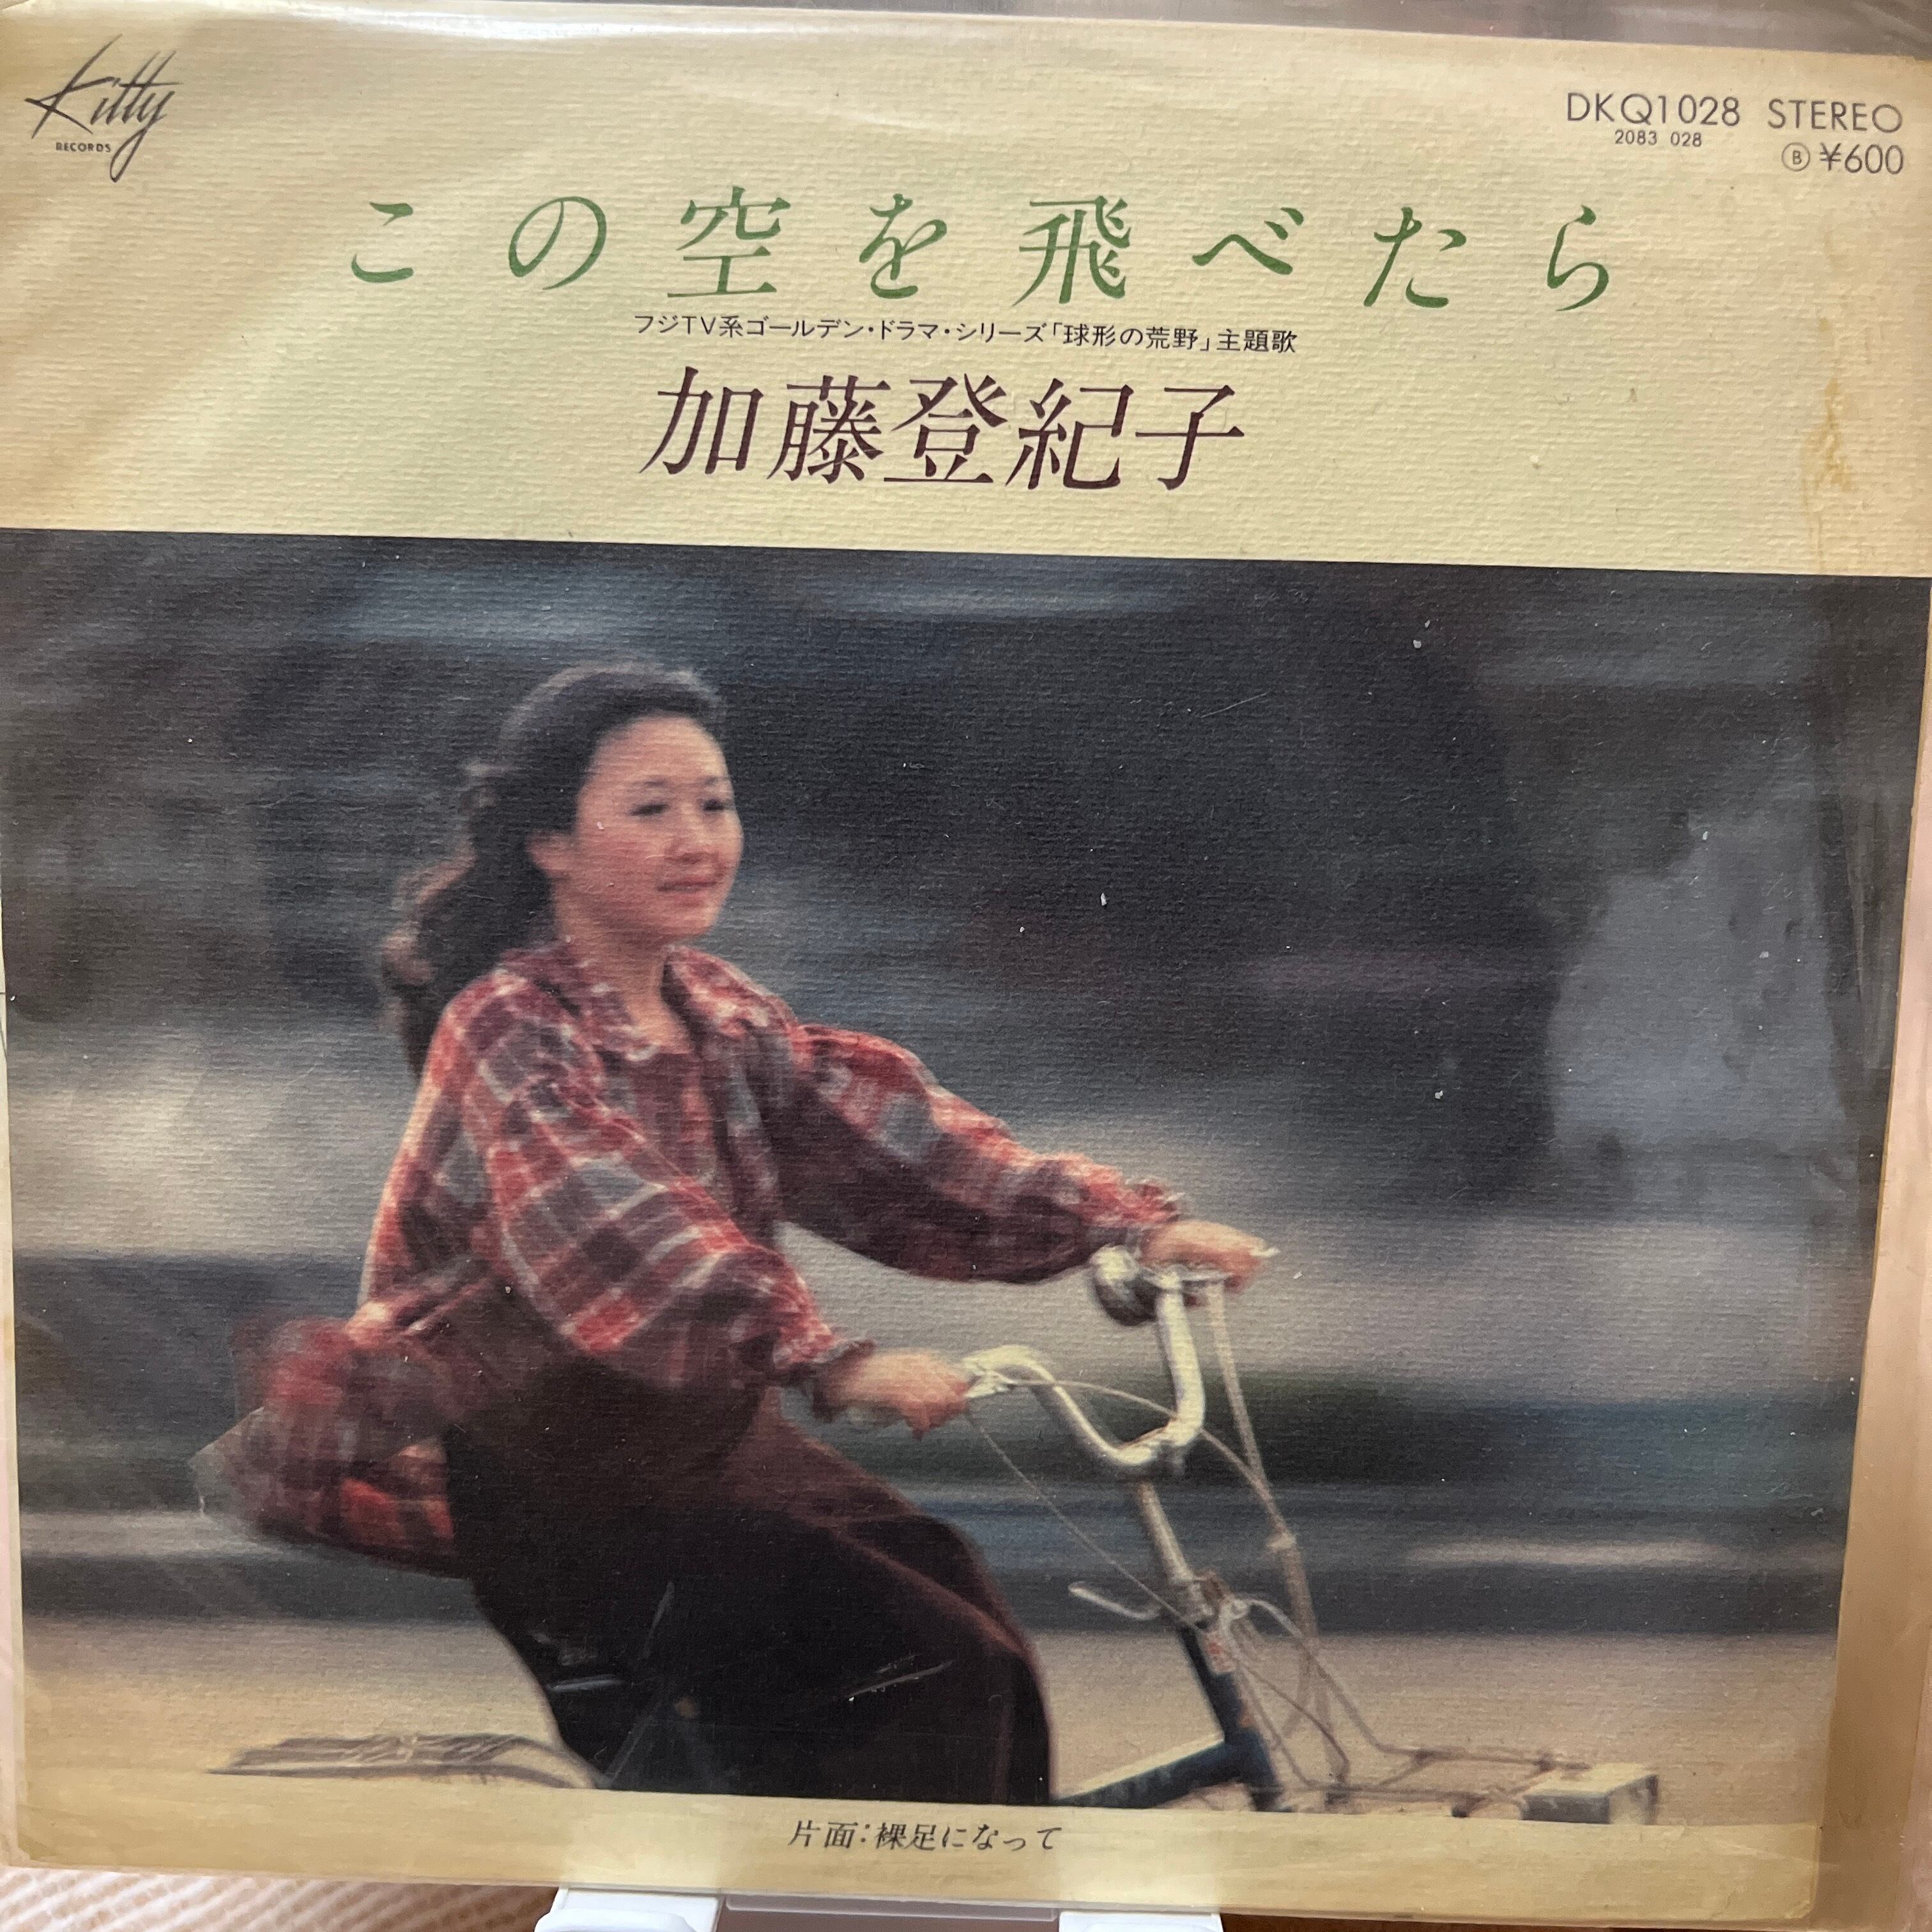 Kitty
RECORDS
DKQ1028 STEREO
2083 028
Ⓑ ¥600
この空を飛べたら
フジTV系ゴールデン・ドラマ・シリーズ「球形の荒野」主題歌
加藤登紀子
片面:裸足になって